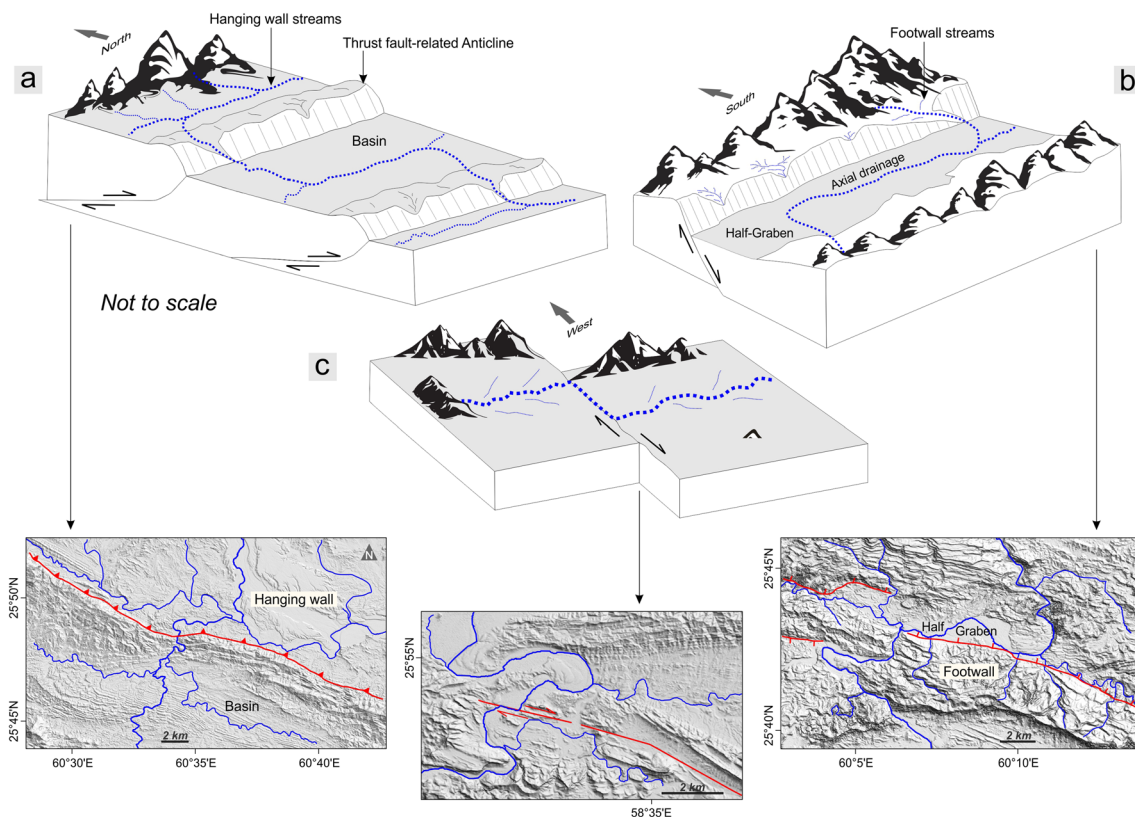 Hanging wall streams
North
Thrust fault-related Anticline
a
Basin
Footwall streams
b
South
Axial drainage
Half-Graben
Not to scale
West
c
N
25°50'N
Hanging wall
25°45'N
Basin
2 km
60°30'E
60°35'E
60°40'E
25°55'N
2 km
58°35'E
25°45'N
Half
Graben
Footwall
25°40'N
2 km
60°5'E
60°10'E